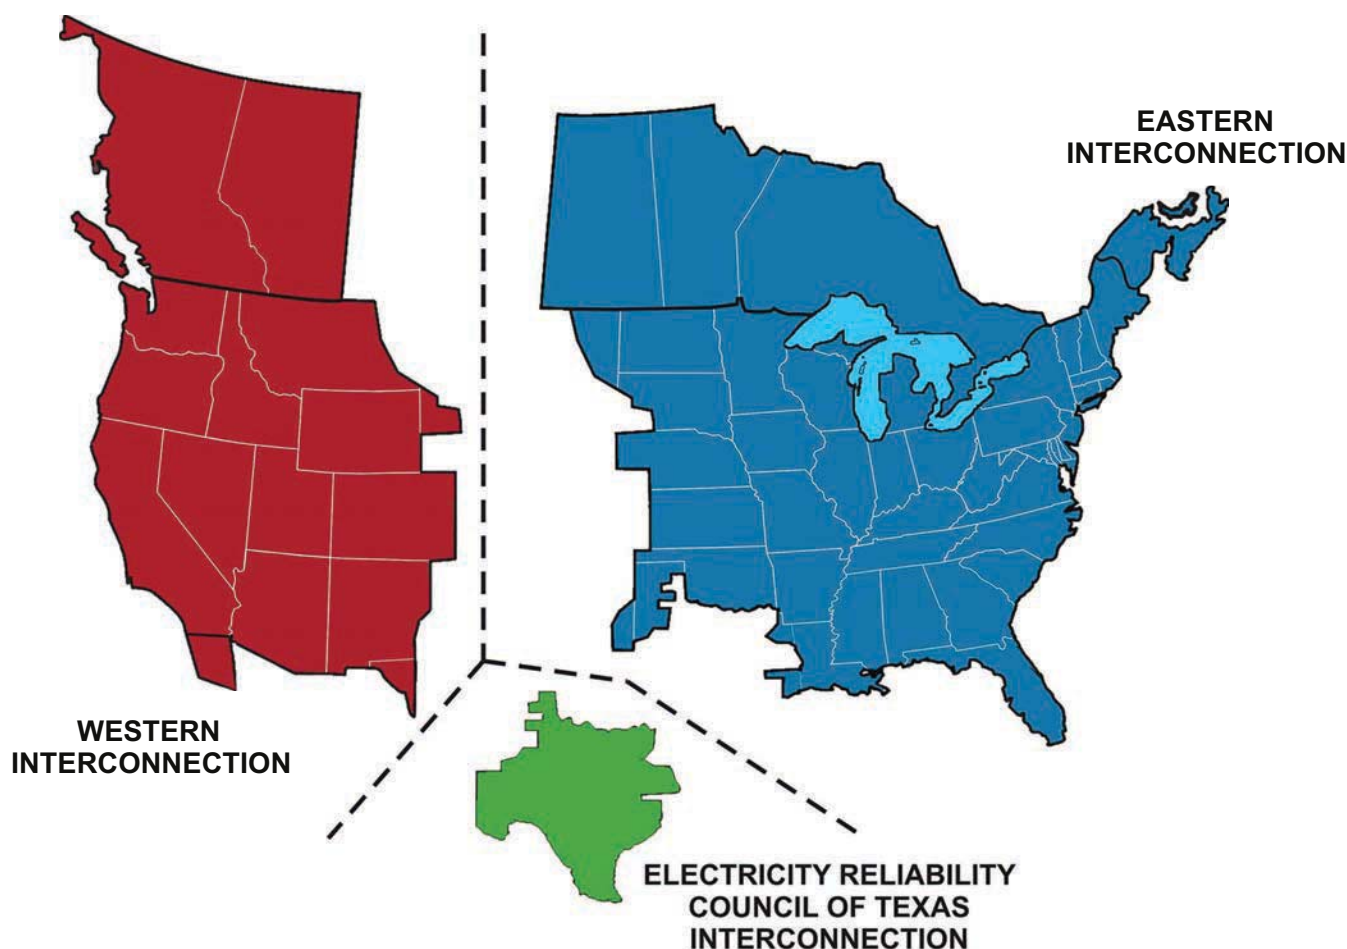 EASTERN
INTERCONNECTION
WESTERN
INTERCONNECTION
ELECTRICITY RELIABILITY
COUNCIL OF TEXAS
INTERCONNECTION